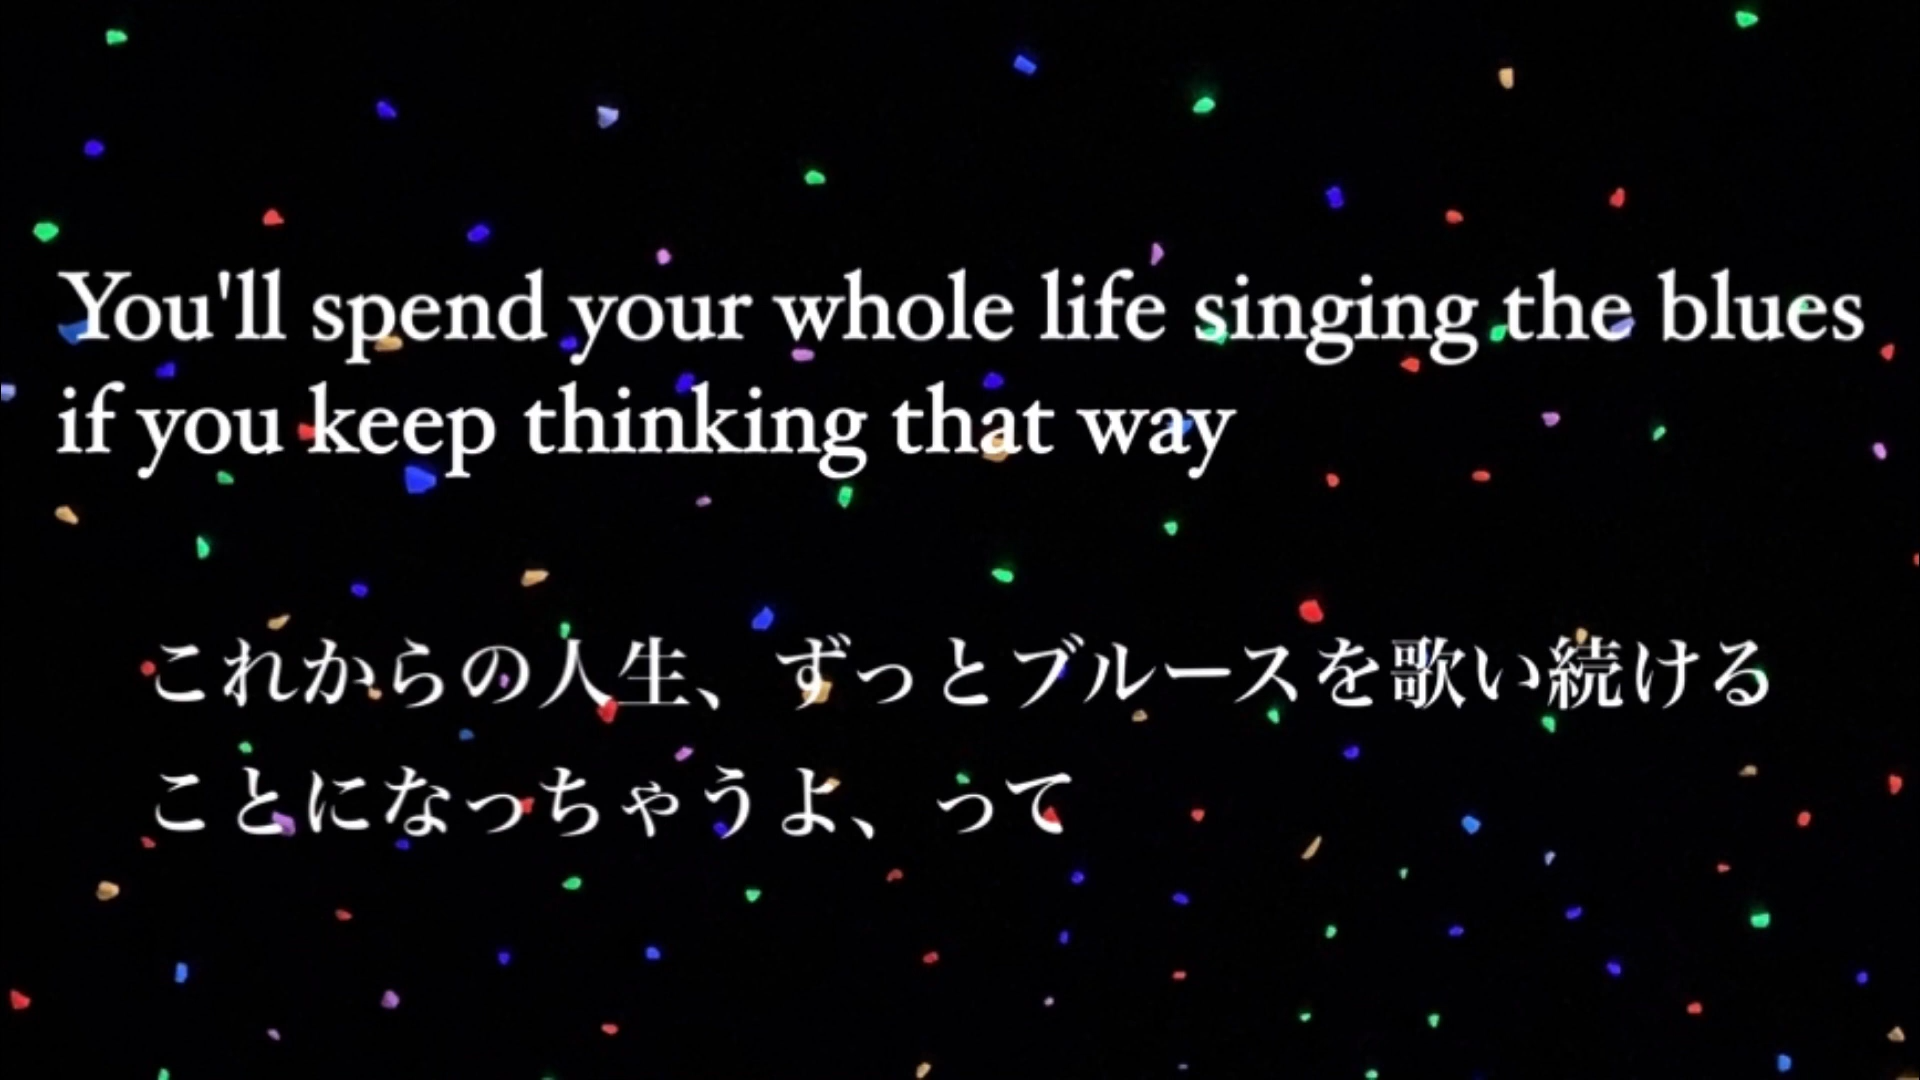 You'll spend your whole life singing the blues
if you keep thinking that way
これからの人生、ずっとブルースを歌い続ける
ことになっちゃうよ、って